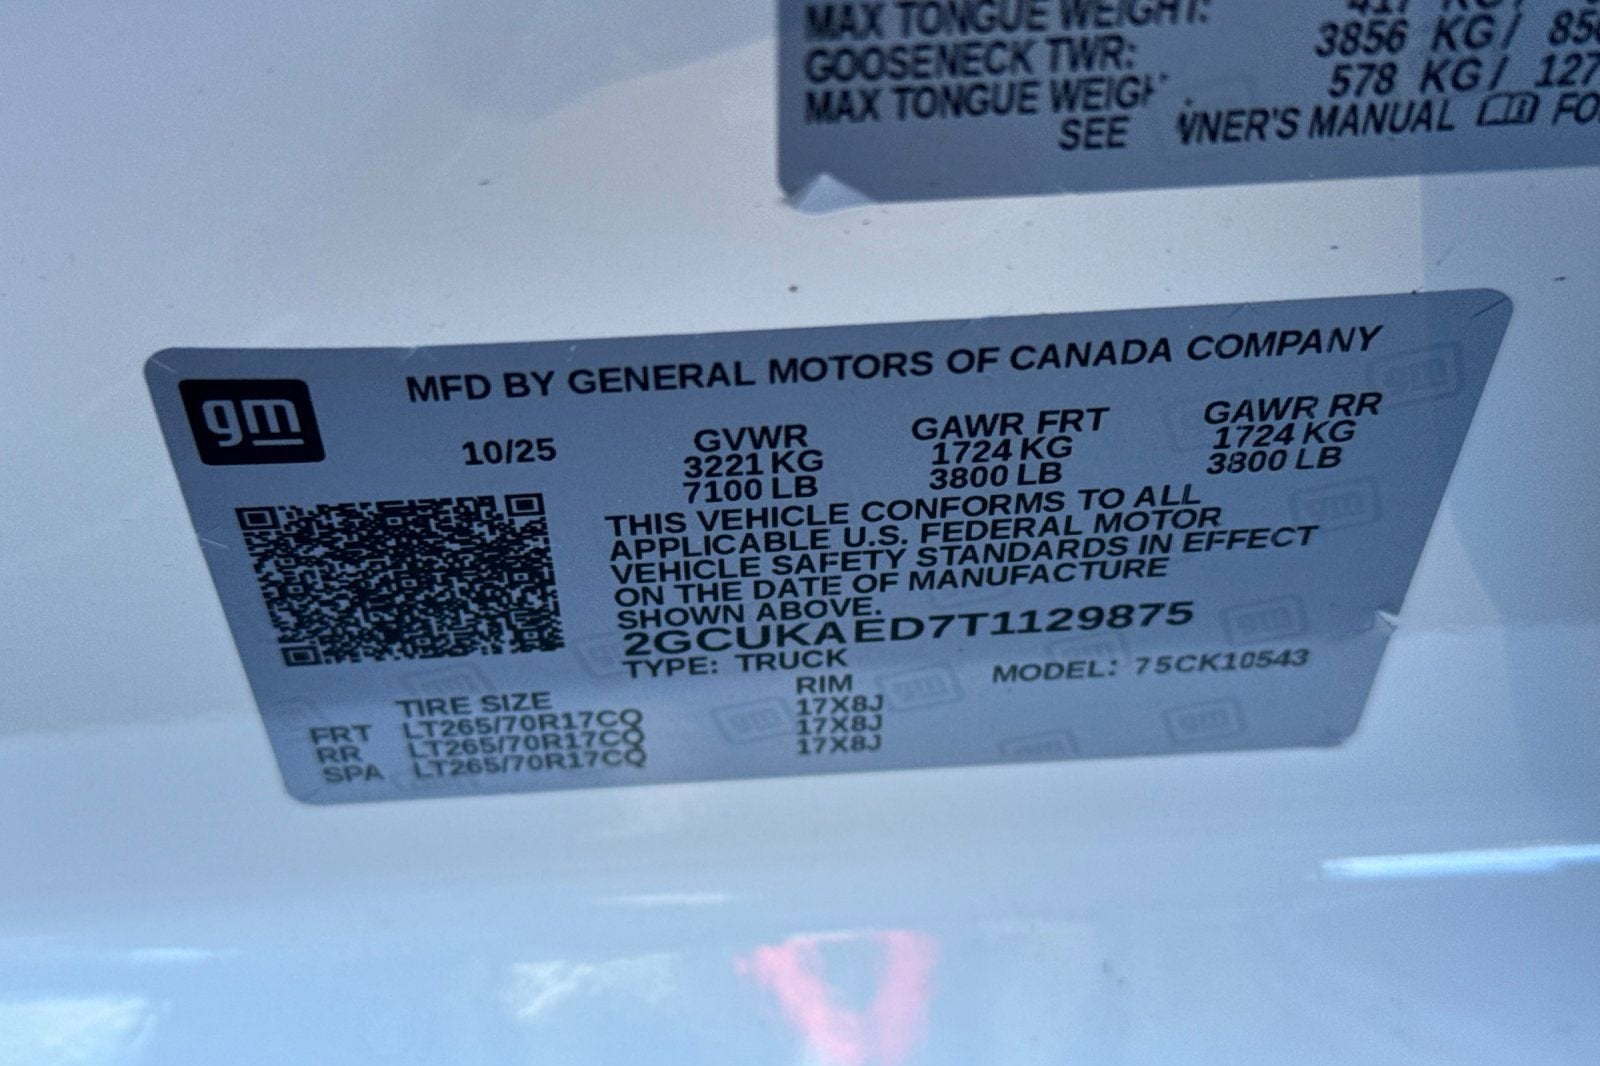 MAX TONGUE WEIGHT: 417 KG/
GOOSENECK TWR: 3856 KG/
MAX TONGUE 578 KG/
SEE MANUAL
gm
MFD BY GENERAL MOTORS OF CANADA COMPANY
10/25
GVWR GAWR FRT GAWR RR
3221 KG 1724 KG 1724 KG
7100 LB 3800 LB 3800 LB
THIS VEHICLE CONFORMS TO ALL
APPLICABLE U.S. FEDERAL MOTOR
VEHICLE SAFETY STANDARDS IN EFFECT
ON THE DATE OF MANUFACTURE
SHOWN ABOVE.
2GCUKAED7T1129875
TYPE: TRUCK MODEL: 75CK10543
TIRE SIZE RIM
FRT LT265/70R17CQ 17X8J
RR LT265/70R17CQ 17X8J
SPA LT265/70R17CQ 17X8J